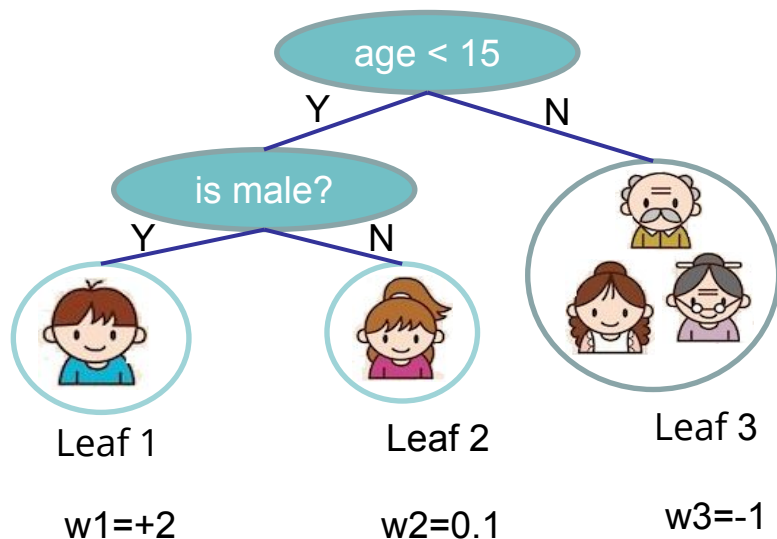 age < 15
Y
N
is male?
Y
N
Leaf 1
Leaf 2
Leaf 3
w1=+2
w2=0.1
w3=-1